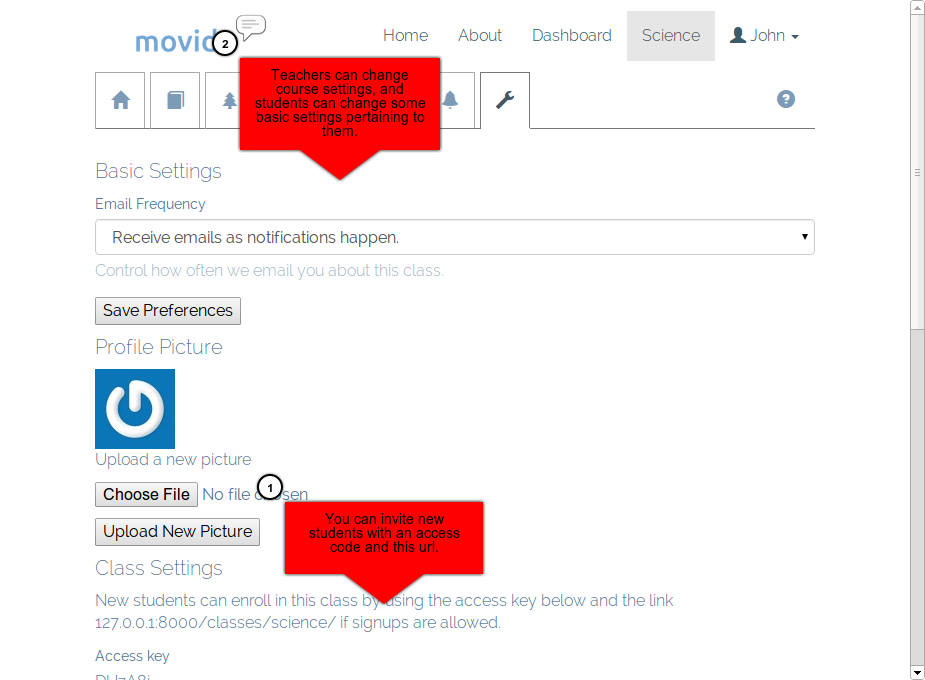 movid
Home About Dashboard Science John
2
Teachers can change
course settings, and
students can change some
basic settings pertaining to
them.
?
Basic Settings
Email Frequency
Receive emails as notifications happen.
Control how often we email you about this class.
Save Preferences
Profile Picture
Upload a new picture
1
Choose File No file chosen
Upload New Picture
You can invite new
students with an access
code and this url.
Class Settings
New students can enroll in this class by using the access key below and the link
127.0.0.1:8000/classes/science/ if signups are allowed.
Access key